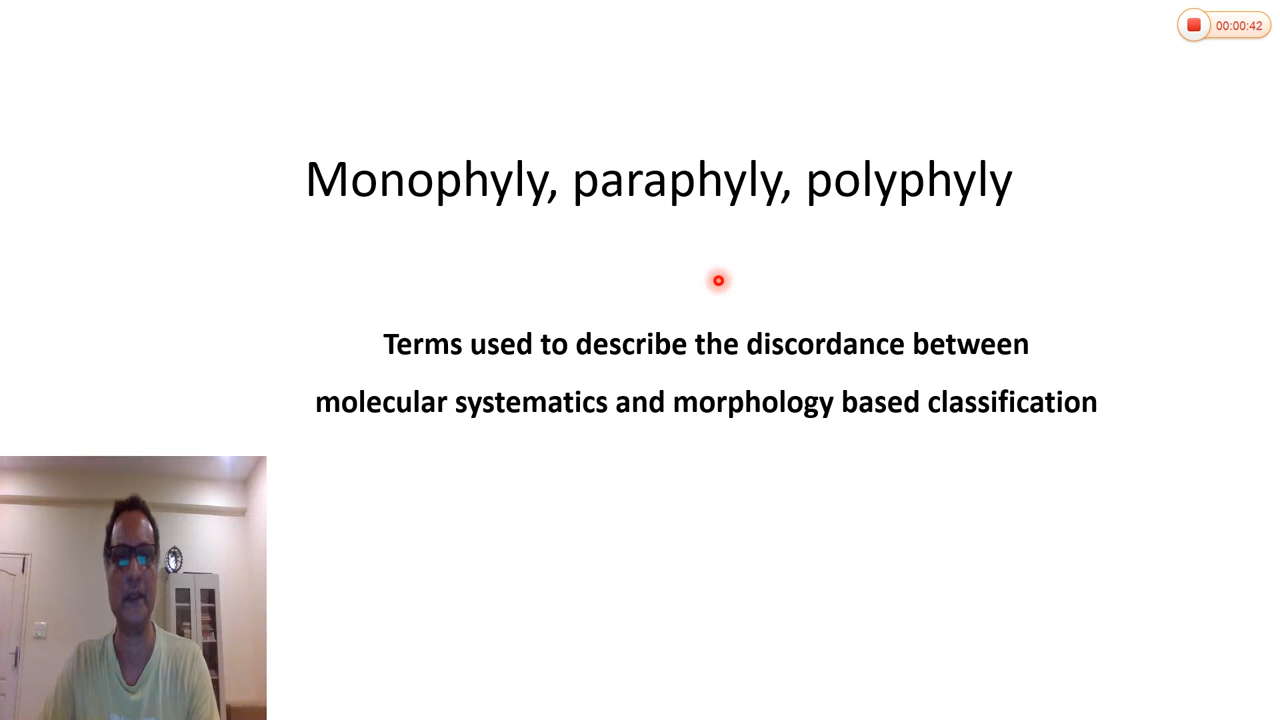 00:00:42
Monophyly, paraphyly, polyphyly
Terms used to describe the discordance between
molecular systematics and morphology based classification